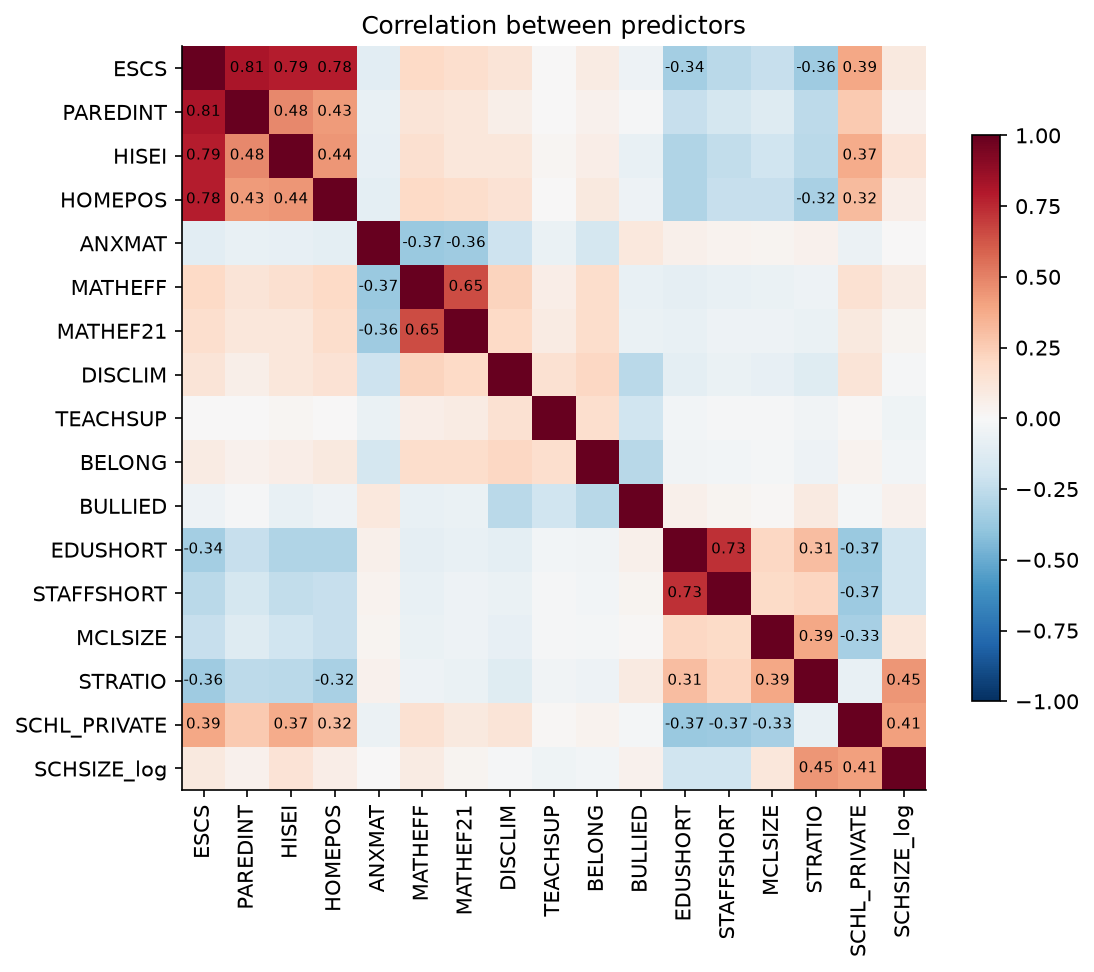 Correlation between predictors
ESCS 0.81 0.79 0.78 -0.34 -0.36 0.39
PAREDINT 0.81 0.48 0.43
HISEI 0.79 0.48 0.44 0.37
HOMEPOS 0.78 0.43 0.44 -0.32 0.32
ANXMAT -0.37 -0.36
MATHEFF -0.37 0.65
MATHEF21 -0.36 0.65
DISCLIM
TEACHSUP
BELONG
BULLIED
EDUSHORT -0.34 0.73 0.31 -0.37
STAFFSHORT 0.73 -0.37
MCLSIZE 0.39 -0.33
STRATIO -0.36 -0.32 0.31 0.39 0.45
SCHL_PRIVATE 0.39 0.37 0.32 -0.37 -0.37 -0.33 0.41
SCHSIZE_log 0.45 0.41
ESCS
PAREDINT
HISEI
HOMEPOS
ANXMAT
MATHEFF
MATHEF21
DISCLIM
TEACHSUP
BELONG
BULLIED
EDUSHORT
STAFFSHORT
MCLSIZE
STRATIO
SCHL_PRIVATE
SCHSIZE_log
1.00
0.75
0.50
0.25
0.00
−0.25
−0.50
−0.75
−1.00